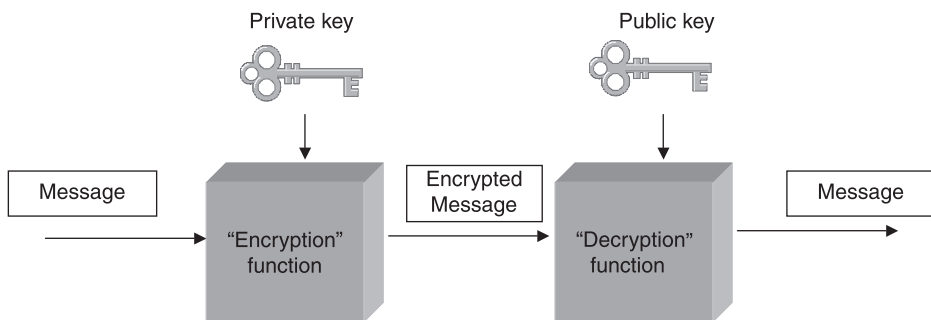 Private key
Public key
Message
Encrypted
Message
Message
“Encryption”
function
“Decryption”
function